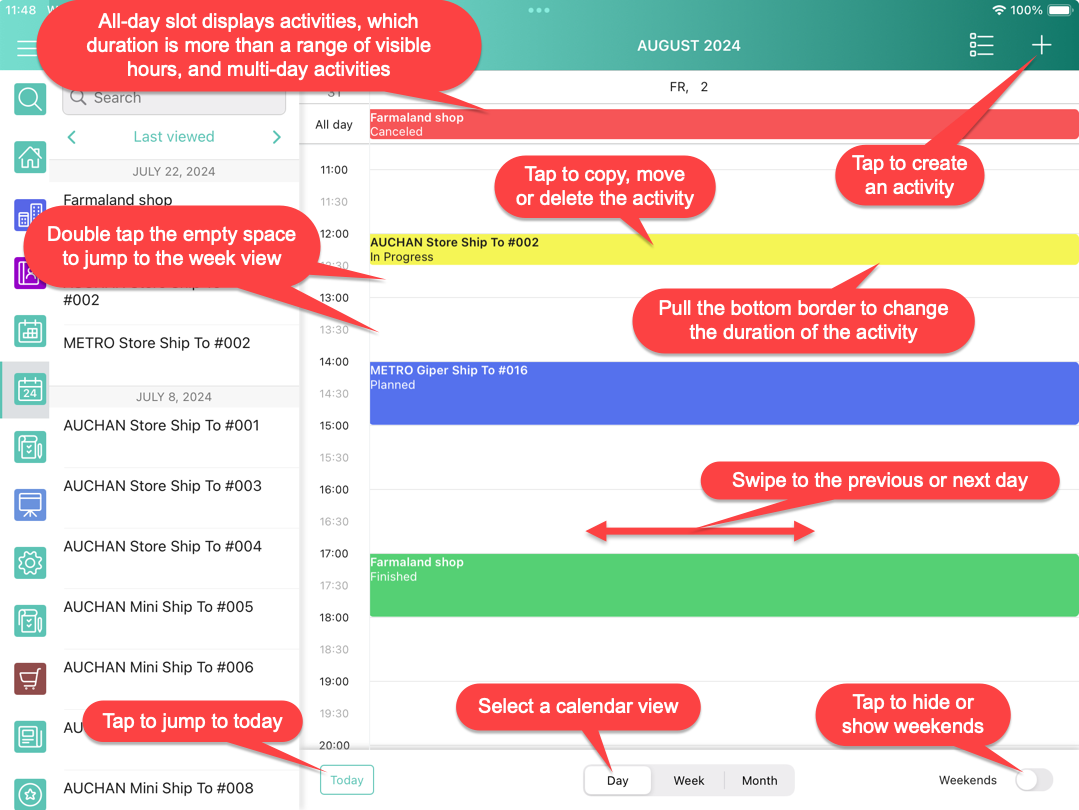 11:48
100%
All-day slot displays activities, which
duration is more than a range of visible
hours, and multi-day activities
AUGUST 2024
FR, 2
Search
Last viewed
All day
Farmaland shop
Canceled
JULY 22, 2024
Farmaland shop
#002
METRO Store Ship To #002
JULY 8, 2024
AUCHAN Store Ship To #001
AUCHAN Store Ship To #003
AUCHAN Store Ship To #004
AUCHAN Mini Ship To #005
AUCHAN Mini Ship To #006
AUCHAN Mini Ship To #008
24
Tap to create
an activity
Tap to copy, move
or delete the activity
Double tap the empty space
to jump to the week view
11:00
11:30
12:00
AUCHAN Store Ship To #002
In Progress
13:00
Pull the bottom border to change
the duration of the activity
13:30
14:00
METRO Giper Ship To #016
Planned
14:30
15:00
15:30
16:00
Swipe to the previous or next day
16:30
17:00
Farmaland shop
Finished
17:30
18:00
18:30
19:00
19:30
20:00
Tap to jump to today
Select a calendar view
Tap to hide or
show weekends
Today
Day
Week
Month
Weekends